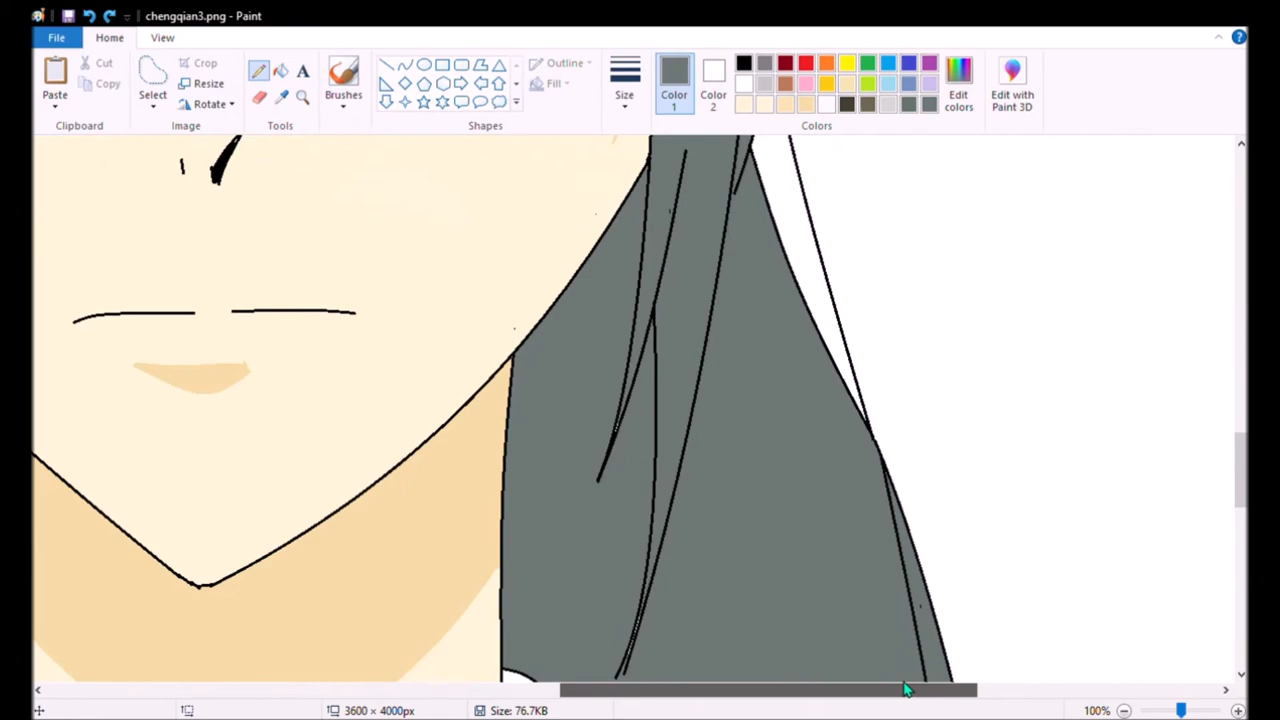 chengqian3.png - Paint
File Home View
Paste Cut Copy
Clipboard
Select Crop Resize Rotate
Image
A
Tools
Brushes
Outline Fill
Shapes
Size
Color 1
Color 2
Edit colors
Colors
Edit with Paint 3D
3600 × 4000px
Size: 76.7KB
100%